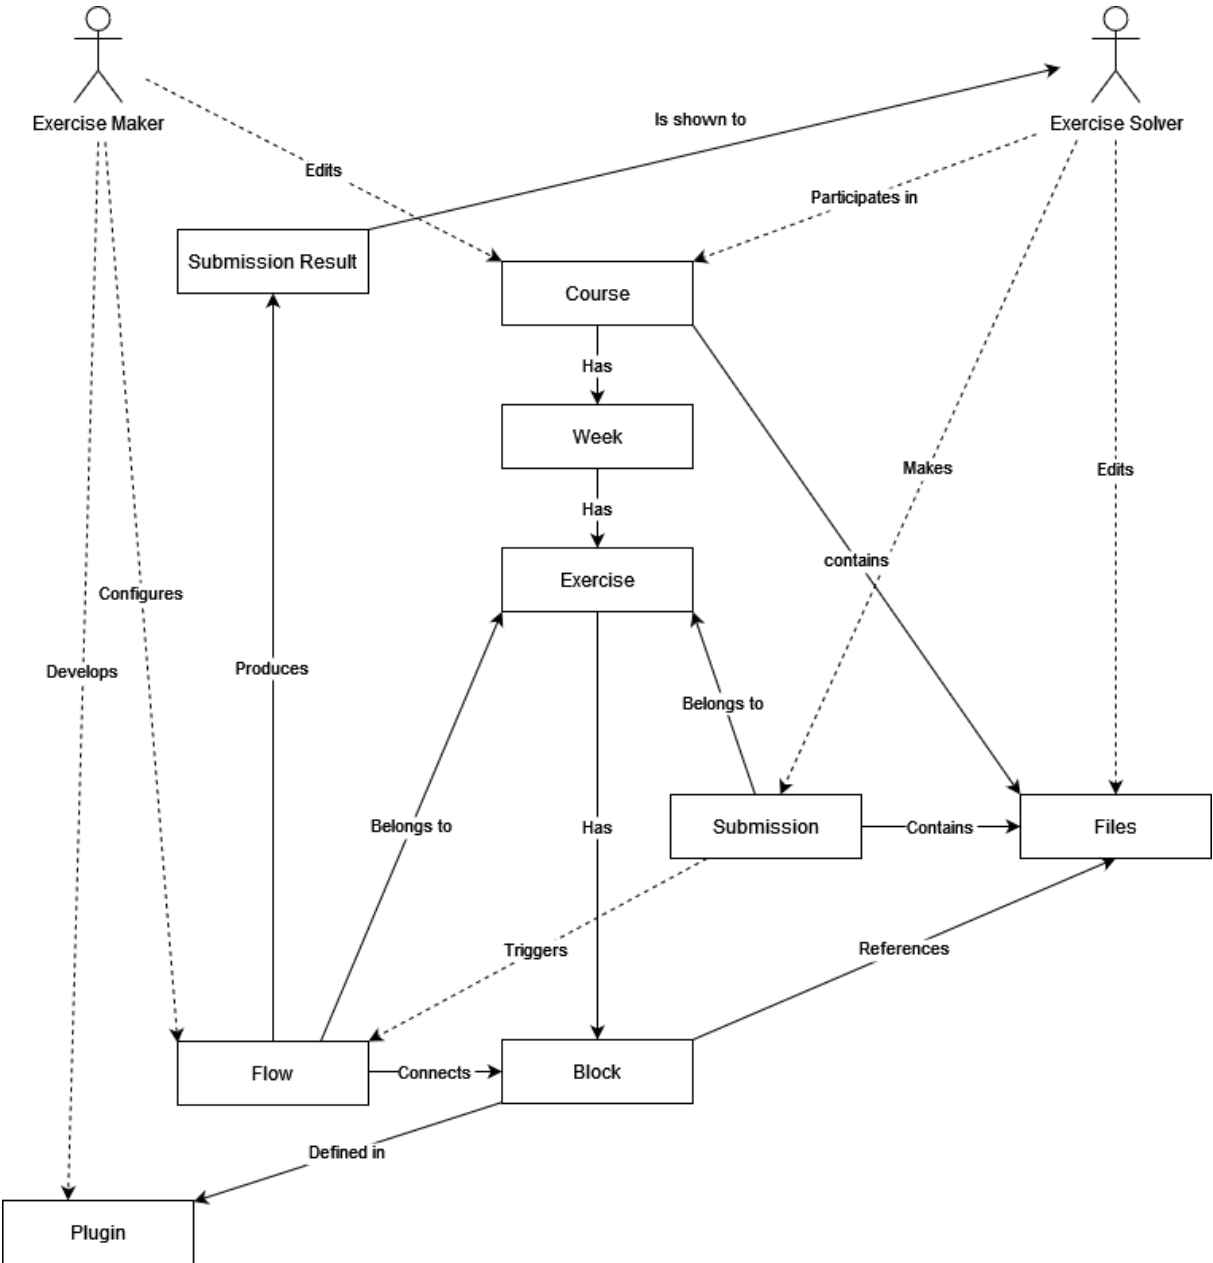 Exercise Maker
Exercise Solver
Is shown to
Edits
Participates in
Submission Result
Course
Has
Week
Makes
Edits
Has
contains
Exercise
Configures
Develops
Produces
Belongs to
Belongs to
Has
Submission
Contains
Files
Triggers
References
Flow
Connects
Block
Defined in
Plugin